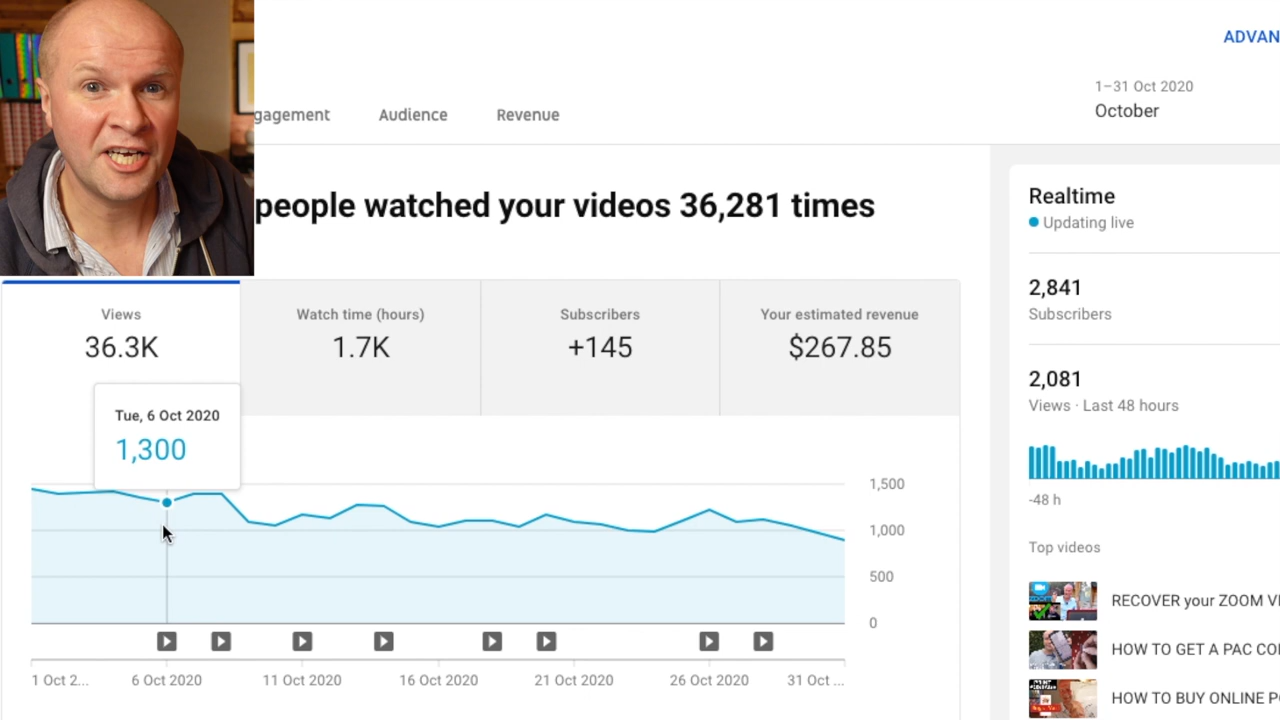 ADVAN
1–31 Oct 2020
October
gagement Audience Revenue
people watched your videos 36,281 times
Views
36.3K
Watch time (hours)
1.7K
Subscribers
+145
Your estimated revenue
$267.85
Tue, 6 Oct 2020
1,300
1,500
1,000
500
0
1 Oct 2... 6 Oct 2020 11 Oct 2020 16 Oct 2020 21 Oct 2020 26 Oct 2020 31 Oct ...
Realtime
Updating live
2,841
Subscribers
2,081
Views · Last 48 hours
-48 h
Top videos
RECOVER your ZOOM VI
HOW TO GET A PAC CO
HOW TO BUY ONLINE P